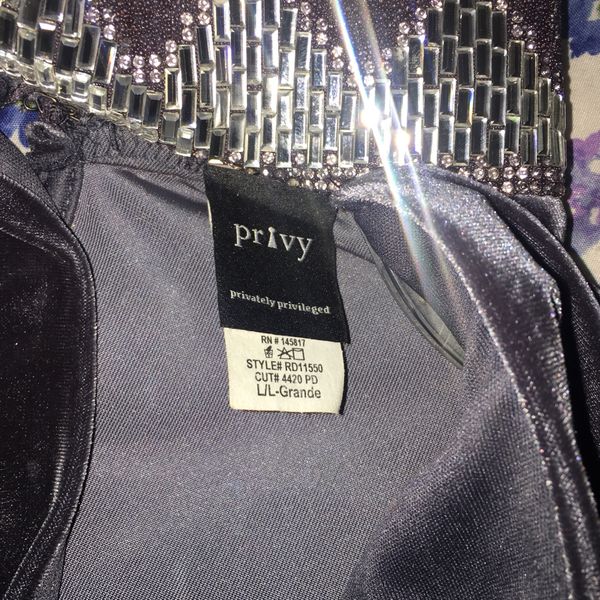 privy
privately privileged
RN # 145817
STYLE# RD11550
CUT# 4420 PD
L/L-Grande